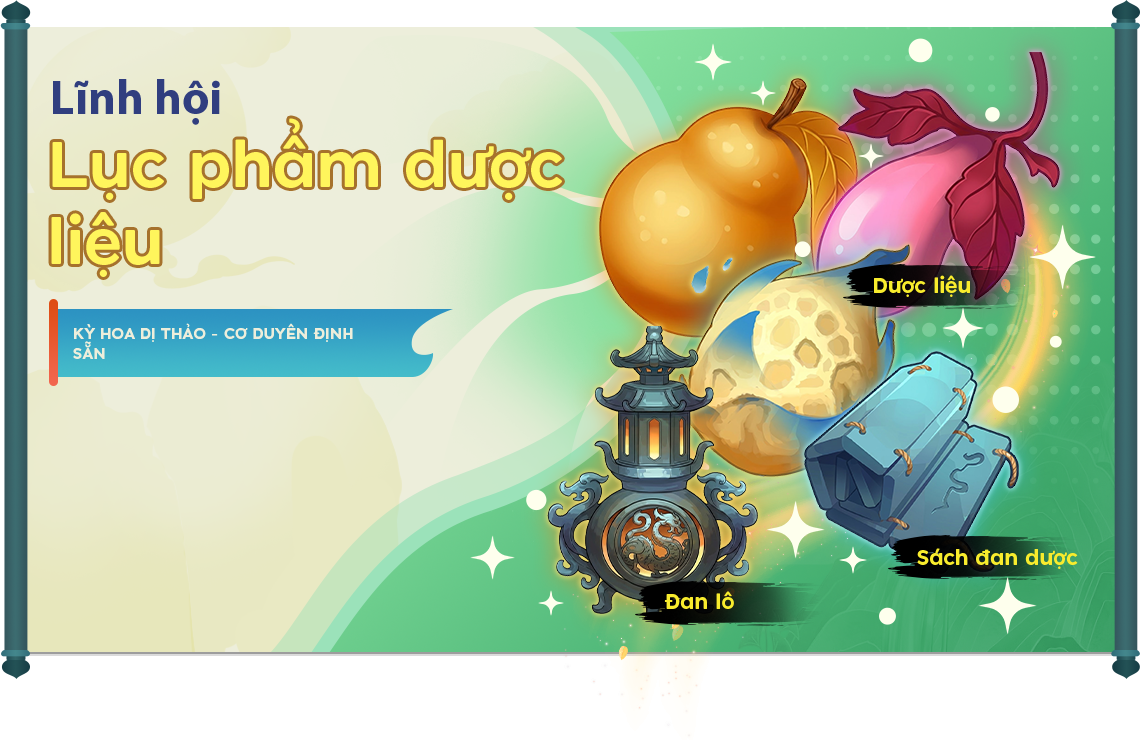 Lĩnh hội
Lục phẩm dược
liệu
KỲ HOA DỊ THẢO - CƠ DUYÊN ĐỊNH
SẴN
Dược liệu
Sách đan dược
Đan lô